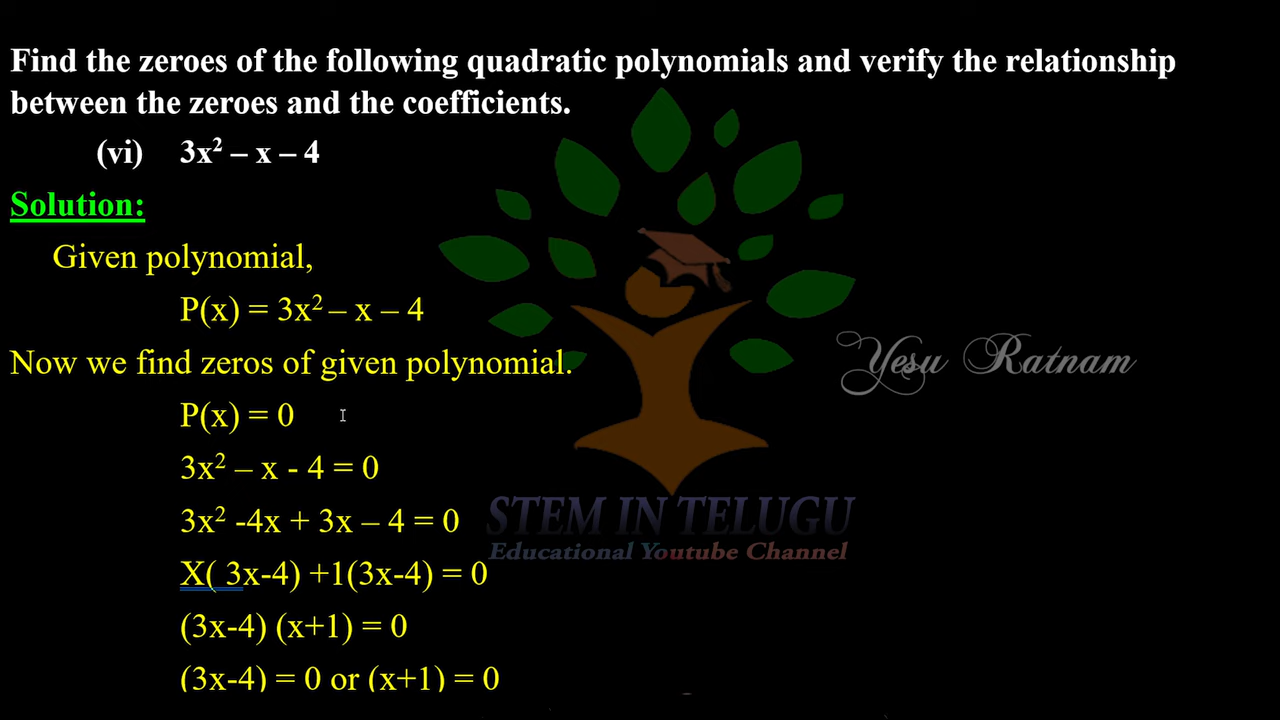 Find the zeroes of the following quadratic polynomials and verify the relationship
between the zeroes and the coefficients.
(vi) 3x² – x – 4
Solution:
Given polynomial,
P(x) = 3x² – x – 4
Now we find zeros of given polynomial.
Yesu Ratnam
P(x) = 0
3x² – x - 4 = 0
3x² -4x + 3x – 4 = 0
STEM IN TELUGU
Educational Youtube Channel
X( 3x-4) +1(3x-4) = 0
(3x-4) (x+1) = 0
(3x-4) = 0 or (x+1) = 0